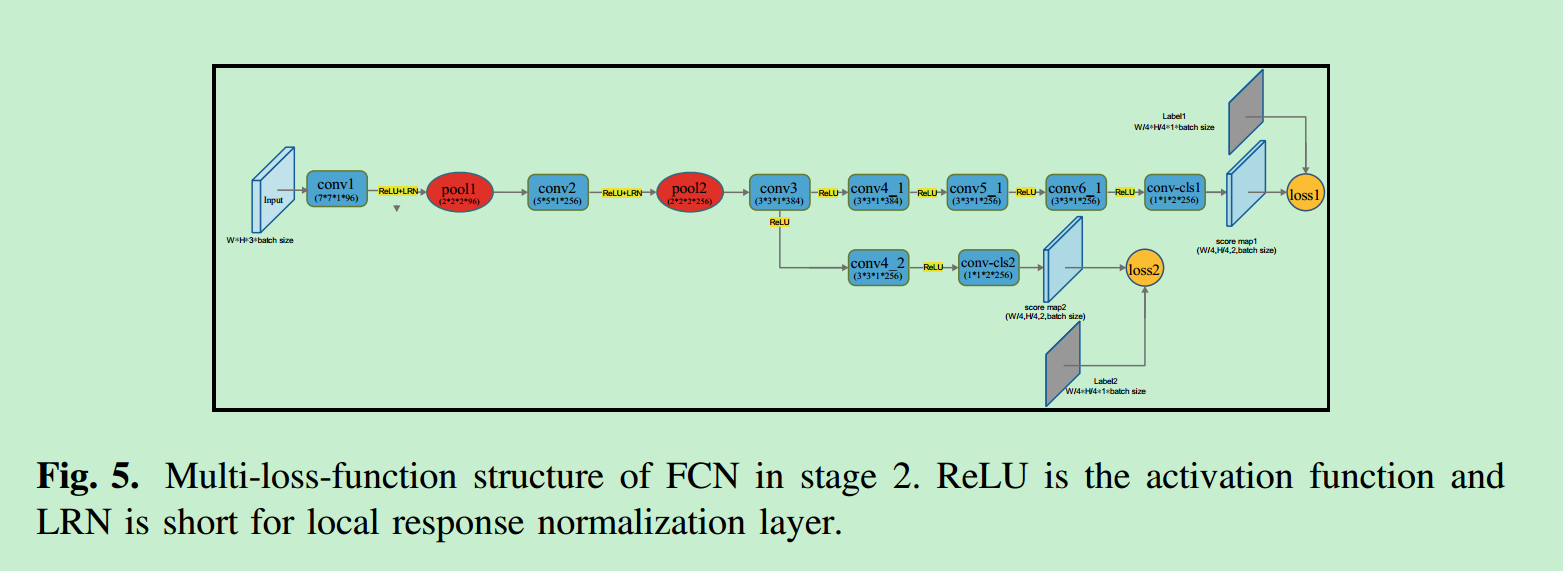 Label1
W/4*H/4*1*batch size
Input
W*H*3*batch size
conv1
(7*7*1*96)
ReLU+LRN
pool1
(2*2*2*96)
conv2
(5*5*1*256)
ReLU+LRN
pool2
(2*2*2*256)
conv3
(3*3*1*384)
ReLU
conv4_1
(3*3*1*384)
ReLU
conv5_1
(3*3*1*256)
ReLU
conv6_1
(3*3*1*256)
ReLU
conv-cls1
(1*1*2*256)
score map1
(W/4,H/4,2,batch size)
loss1
ReLU
conv4_2
(3*3*1*256)
ReLU
conv-cls2
(1*1*2*256)
score map2
(W/4,H/4,2,batch size)
loss2
Label2
W/4*H/4*1*batch size
Fig. 5. Multi-loss-function structure of FCN in stage 2. ReLU is the activation function and
LRN is short for local response normalization layer.